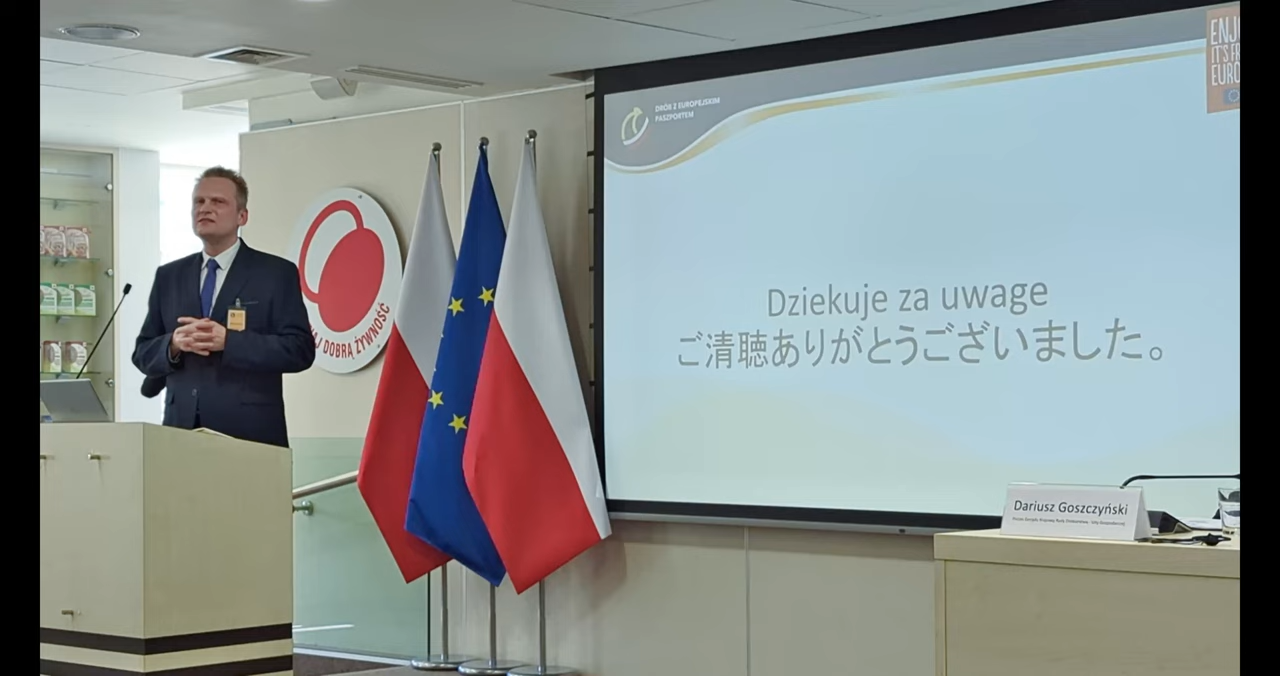 DRÓB Z EUROPEJSKIM
PASZPORTEM
Dziekuje za uwage
ご清聴ありがとうございました。
DOBRĄ ŻYWNOŚĆ
Dariusz Goszczyński